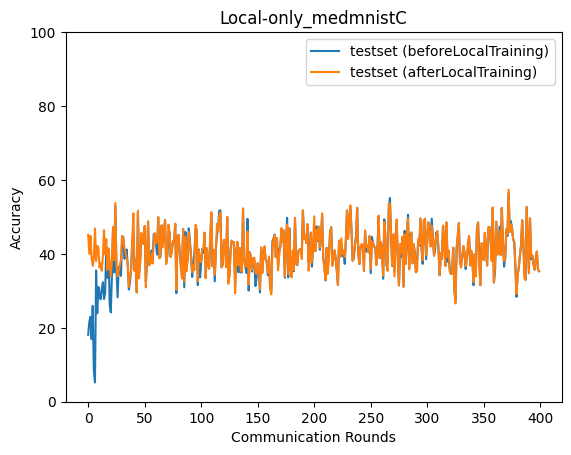 Local-only_medmnistC
testset (beforeLocalTraining)
testset (afterLocalTraining)
Accuracy
100
80
60
40
20
0
0 50 100 150 200 250 300 350 400
Communication Rounds